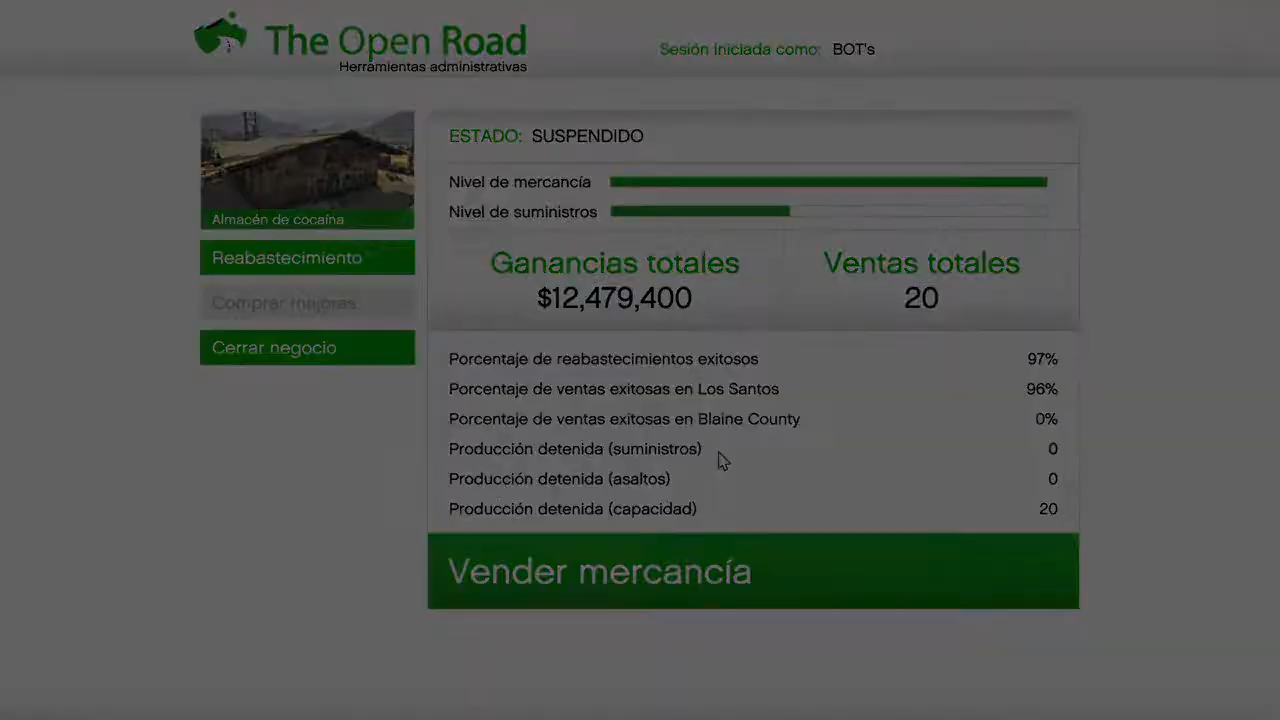 The Open Road
Herramientas administrativas
Sesión iniciada como: BOT's
Almacén de cocaína
Reabastecimiento
Comprar mejoras
Cerrar negocio
ESTADO: SUSPENDIDO
Nivel de mercancía
Nivel de suministros
Ganancias totales
$12,479,400
Ventas totales
20
Porcentaje de reabastecimientos exitosos 97%
Porcentaje de ventas exitosas en Los Santos 96%
Porcentaje de ventas exitosas en Blaine County 0%
Producción detenida (suministros) 0
Producción detenida (asaltos) 0
Producción detenida (capacidad) 20
Vender mercancía